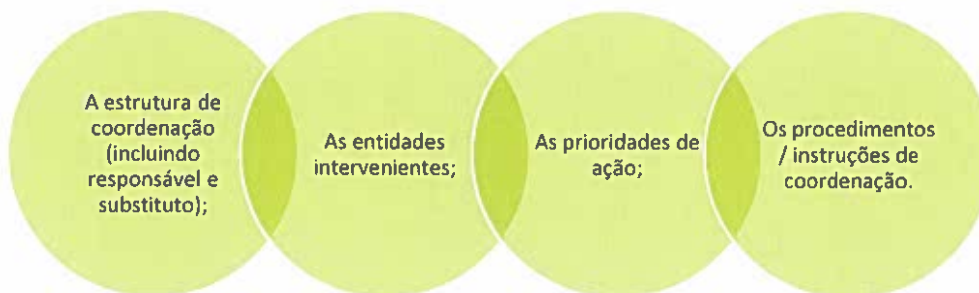 A estrutura de
coordenação
(incluindo
responsável e
substituto);
As entidades
intervenientes;
As prioridades de
ação;
Os procedimentos
/ instruções de
coordenação.